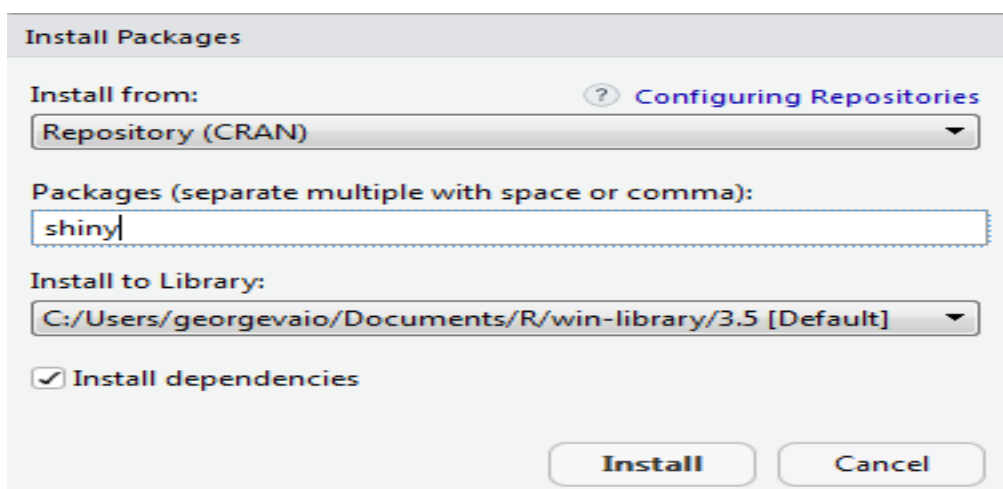 Install Packages
Install from:
? Configuring Repositories
Repository (CRAN)
Packages (separate multiple with space or comma):
shiny
Install to Library:
C:/Users/georgevaio/Documents/R/win-library/3.5 [Default]
Install dependencies
Install
Cancel